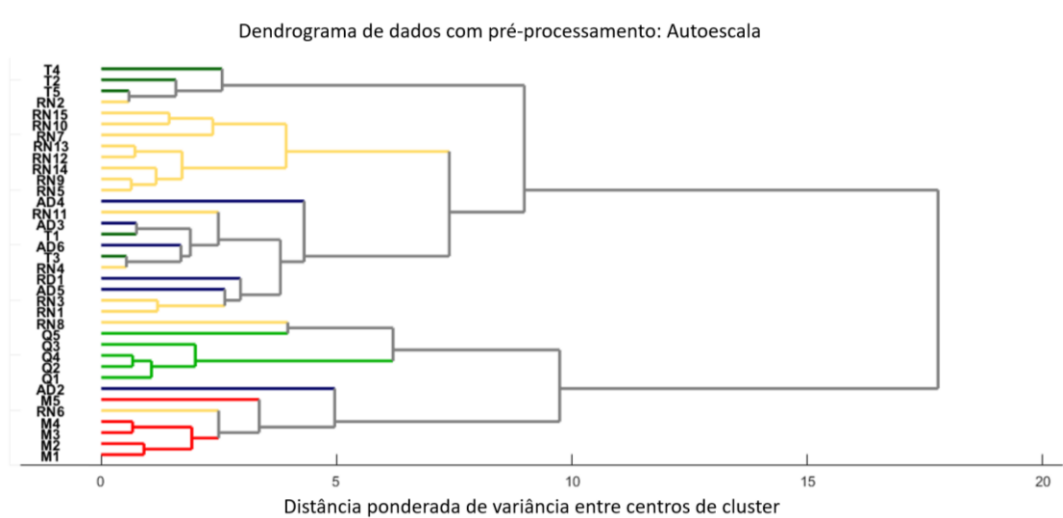 Dendrograma de dados com pré-processamento: Autoescala
T4
T2
T5
RN2
RN15
RN10
RN7
RN13
RN12
RN14
RN9
RN5
AD4
RN11
AD3
T1
AD6
T3
RN4
RD1
AD5
RN3
RN1
RN8
Q5
Q3
Q4
Q2
Q1
AD2
M5
RN6
M4
M3
M2
M1
0 5 10 15 20
Distância ponderada de variância entre centros de cluster